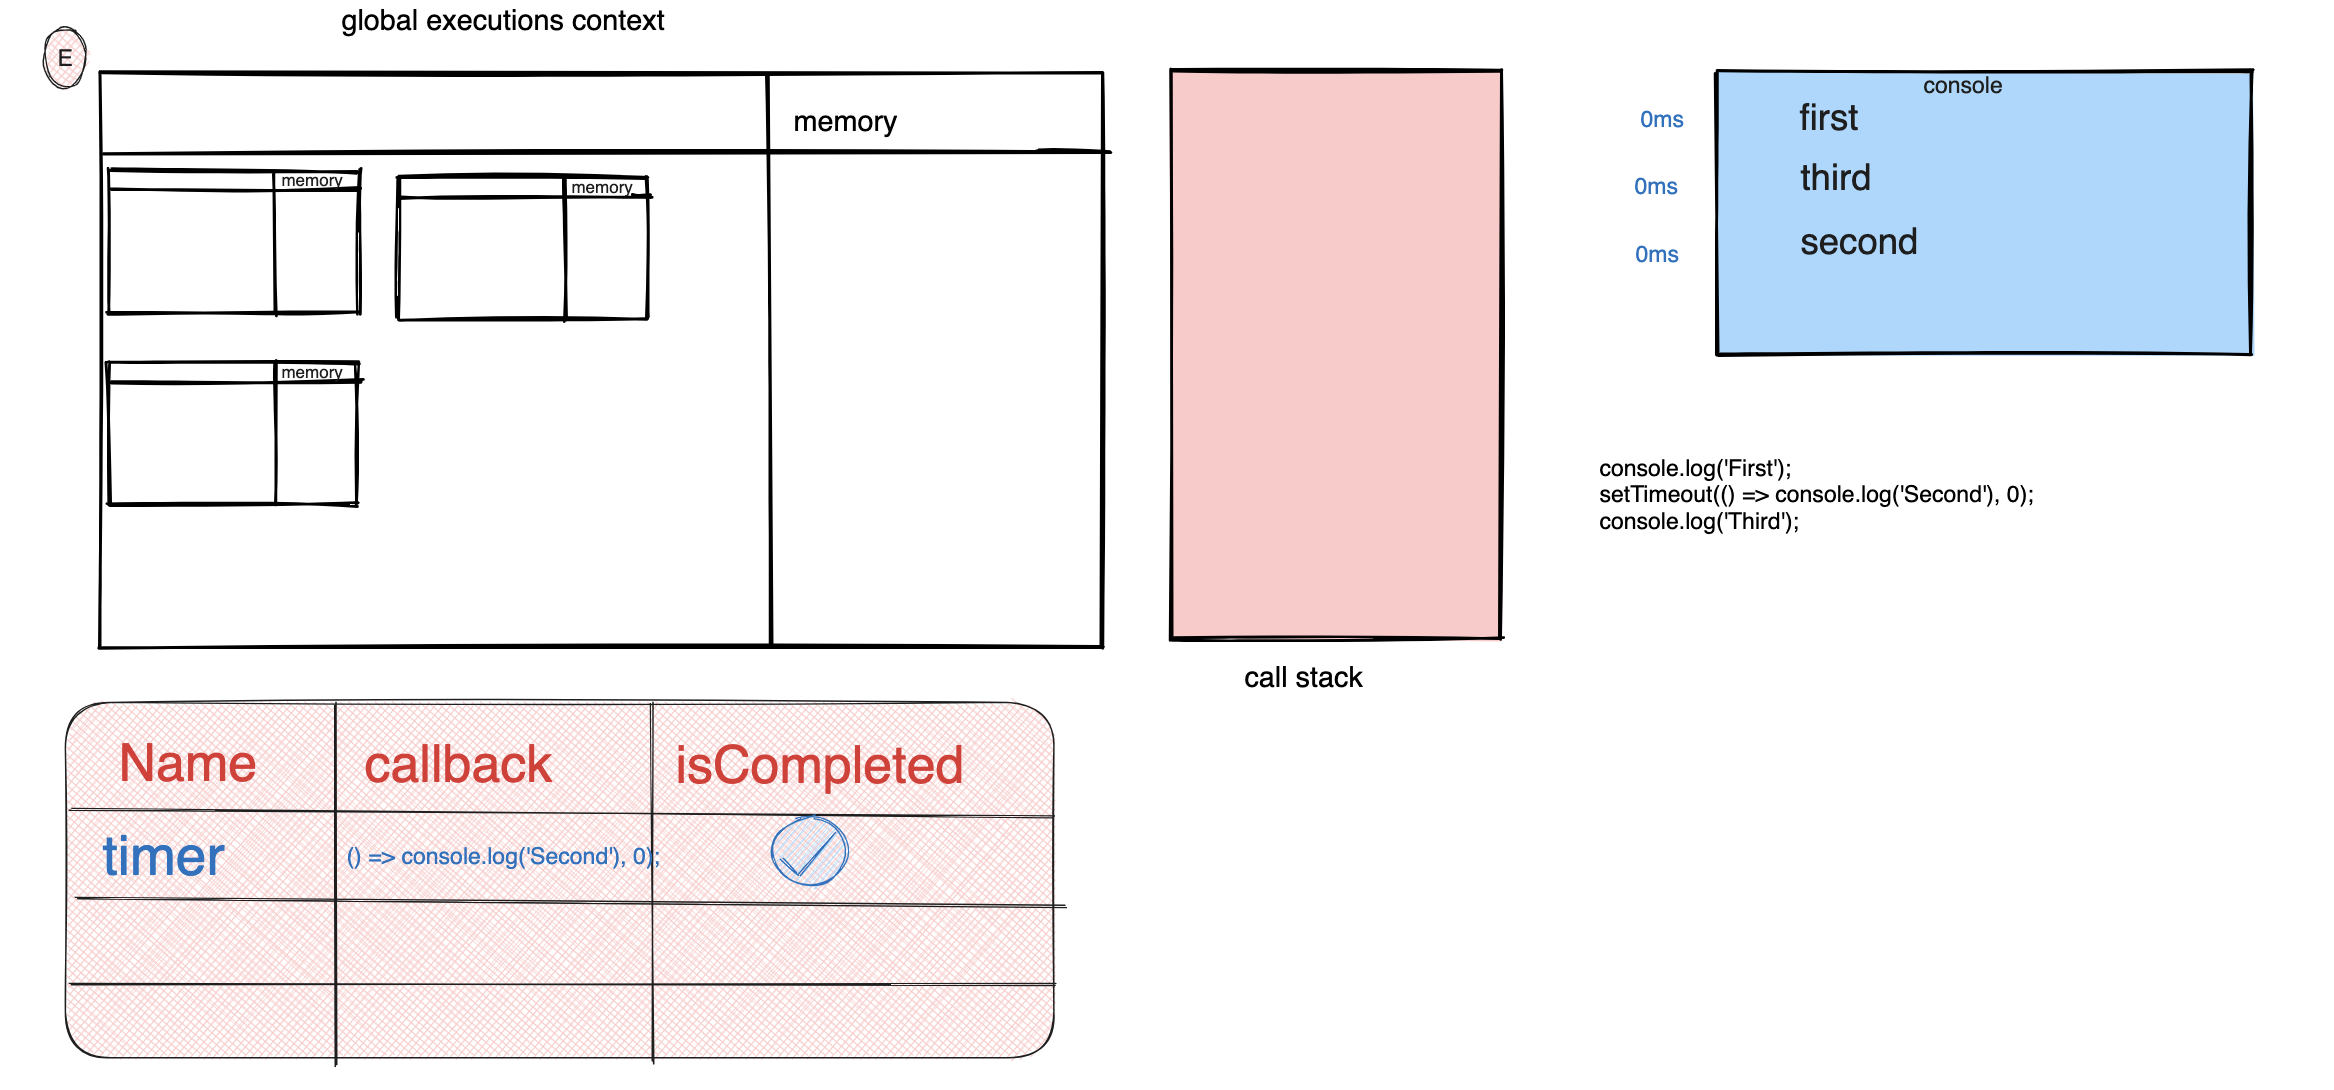 global executions context
E
memory
memory
memory
memory
call stack
console
0ms
first
0ms
third
0ms
second
console.log('First');
setTimeout(() => console.log('Second'), 0);
console.log('Third');
Name
callback
isCompleted
timer
() => console.log('Second'), 0);